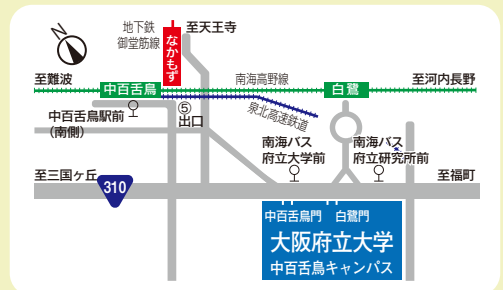 N
地下鉄
御堂筋線
なかもず
至天王寺
至難波
中百舌鳥
南海高野線
白鷺
至河内長野
中百舌鳥駅前
(南側)
⑤
出口
泉北高速鉄道
南海バス
府立大学前
南海バス
府立研究所前
至三国ヶ丘
310
至福町
中百舌鳥門
白鷺門
大阪府立大学
中百舌鳥キャンパス